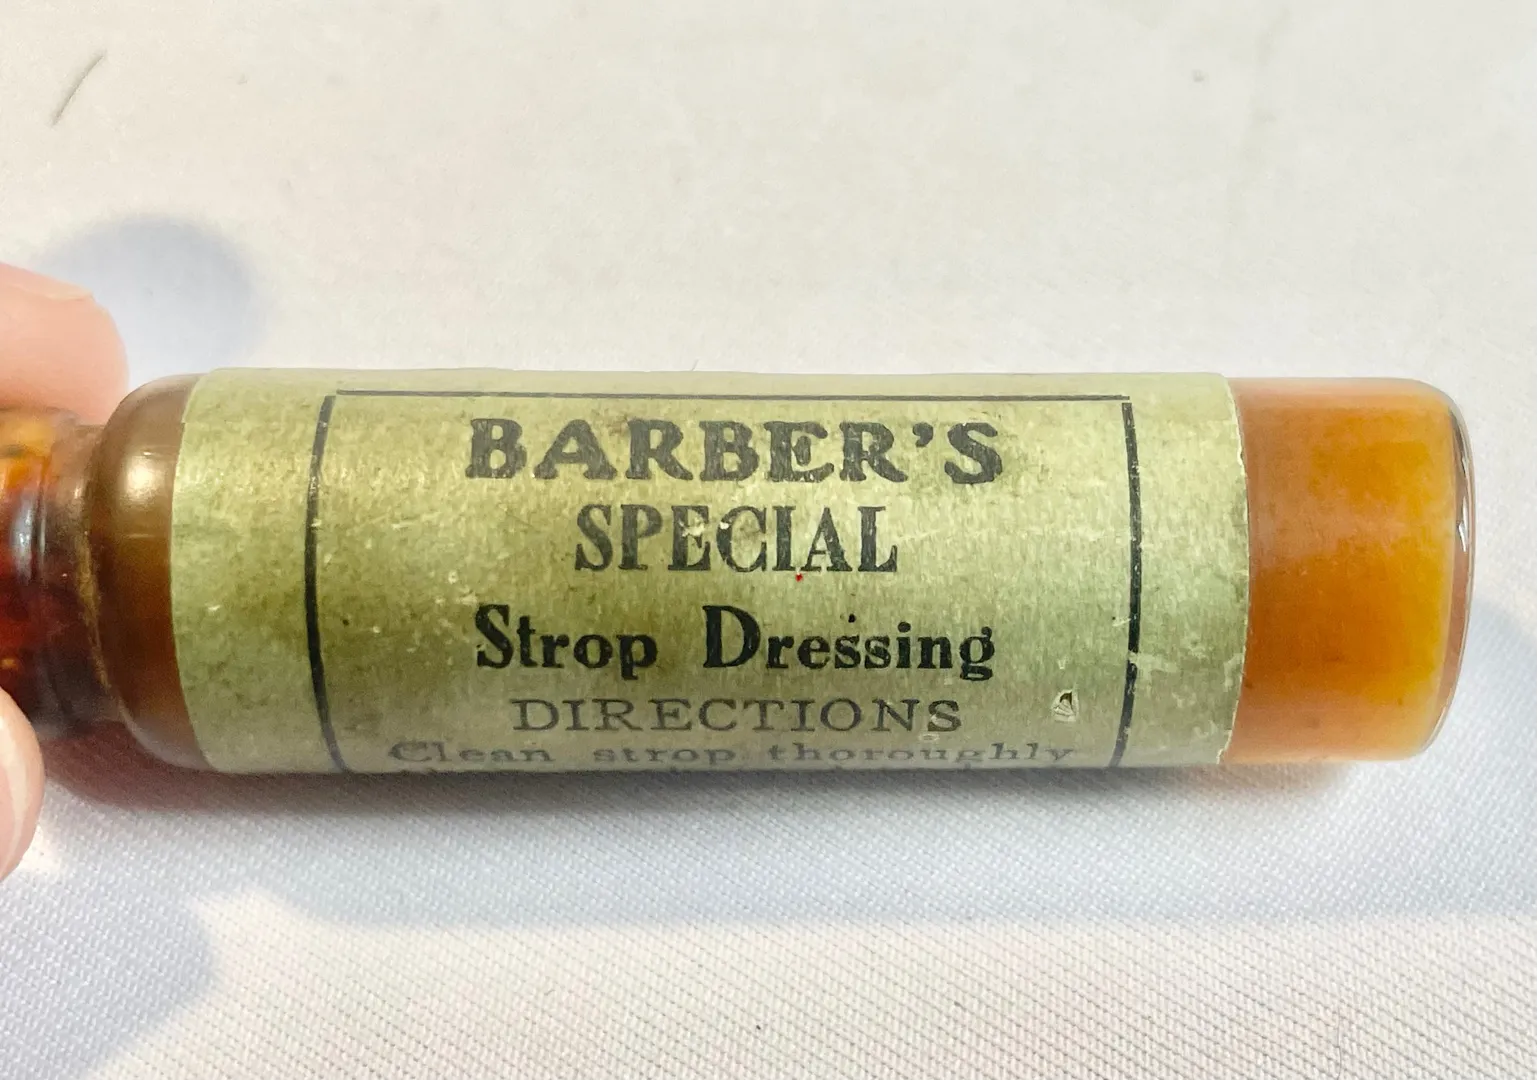 BARBER'S
SPECIAL
Strop Dressing
DIRECTIONS
Clean strop thoroughly